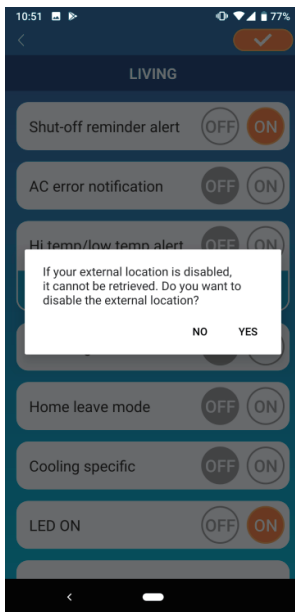 10:51 77%
LIVING
Shut-off reminder alert OFF ON
AC error notification OFF ON
Hi temp/low temp alert OFF ON
If your external location is disabled,
it cannot be retrieved. Do you want to
disable the external location?
NO YES
Home leave mode OFF ON
Cooling specific OFF ON
LED ON OFF ON